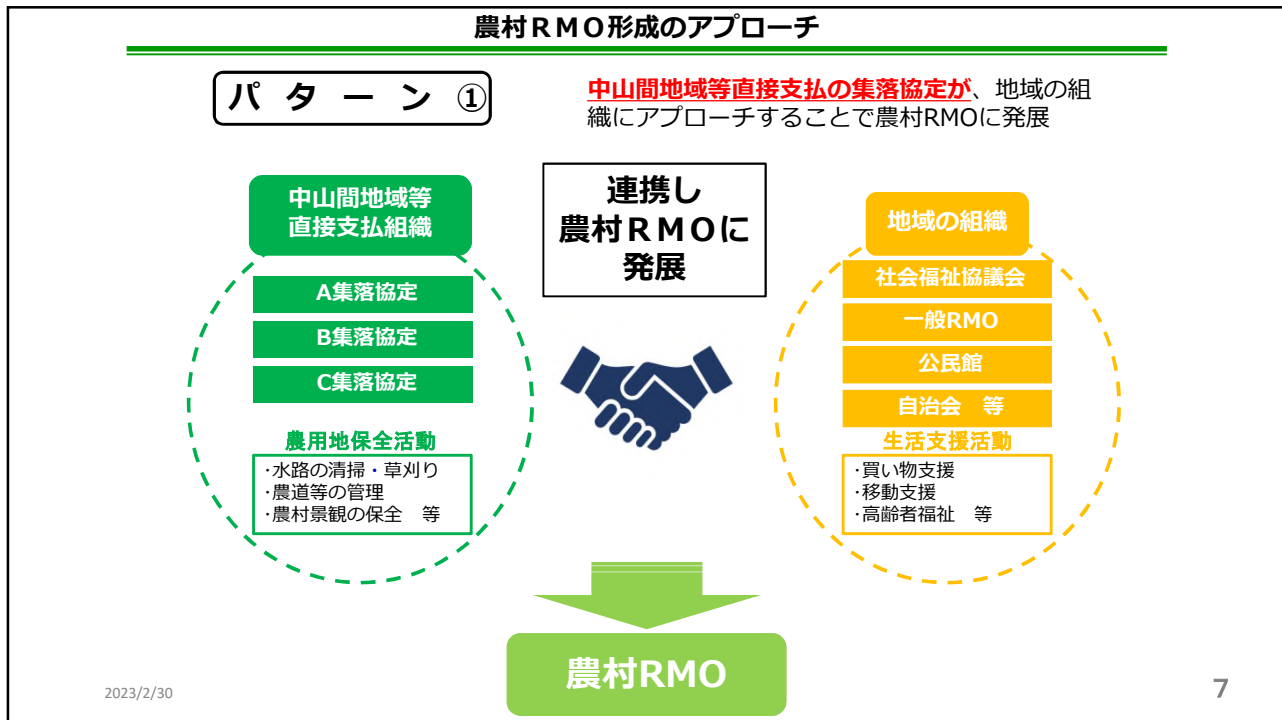 農村ＲＭＯ形成のアプローチ
パターン①
中山間地域等直接支払の集落協定が、地域の組
織にアプローチすることで農村RMOに発展
中山間地域等
直接支払組織
A集落協定
B集落協定
C集落協定
農用地保全活動
・水路の清掃・草刈り
・農道等の管理
・農村景観の保全　等
連携し
農村ＲＭＯに
発展
地域の組織
社会福祉協議会
一般RMO
公民館
自治会　等
生活支援活動
・買い物支援
・移動支援
・高齢者福祉　等
農村RMO
2023/2/30
7